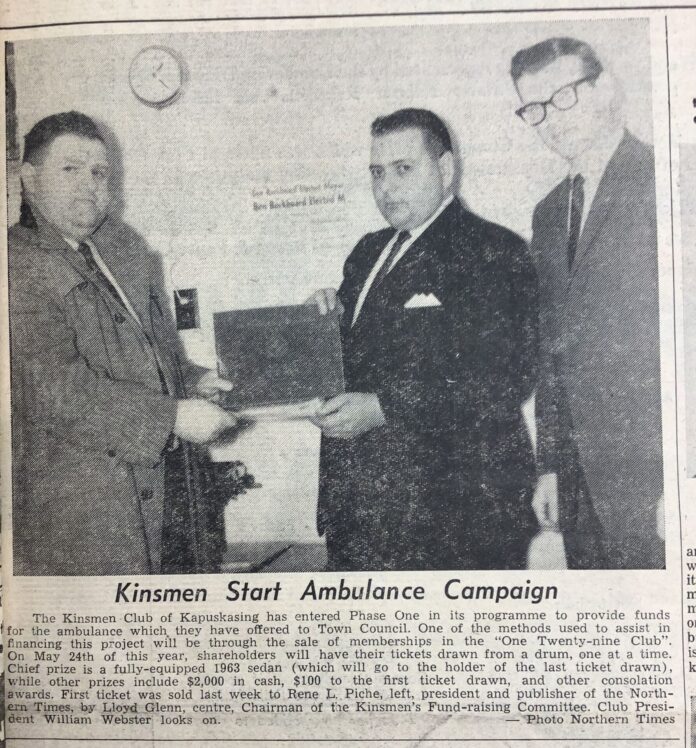 Ben Rockboard Elected Mayor
Kinsmen Start Ambulance Campaign
The Kinsmen Club of Kapuskasing has entered Phase One in its programme to provide funds
for the ambulance which they have offered to Town Council. One of the methods used to assist in
financing this project will be through the sale of memberships in the “One Twenty-nine Club”.
On May 24th of this year, shareholders will have their tickets drawn from a drum, one at a time.
Chief prize is a fully-equipped 1963 sedan (which will go to the holder of the last ticket drawn),
while other prizes include $2,000 in cash, $100 to the first ticket drawn, and other consolation
awards. First ticket was sold last week to Rene L. Piche, left, president and publisher of the North-
ern Times, by Lloyd Glenn, centre, Chairman of the Kinsmen's Fund-raising Committee. Club Presi-
dent William Webster looks on. — Photo Northern Times